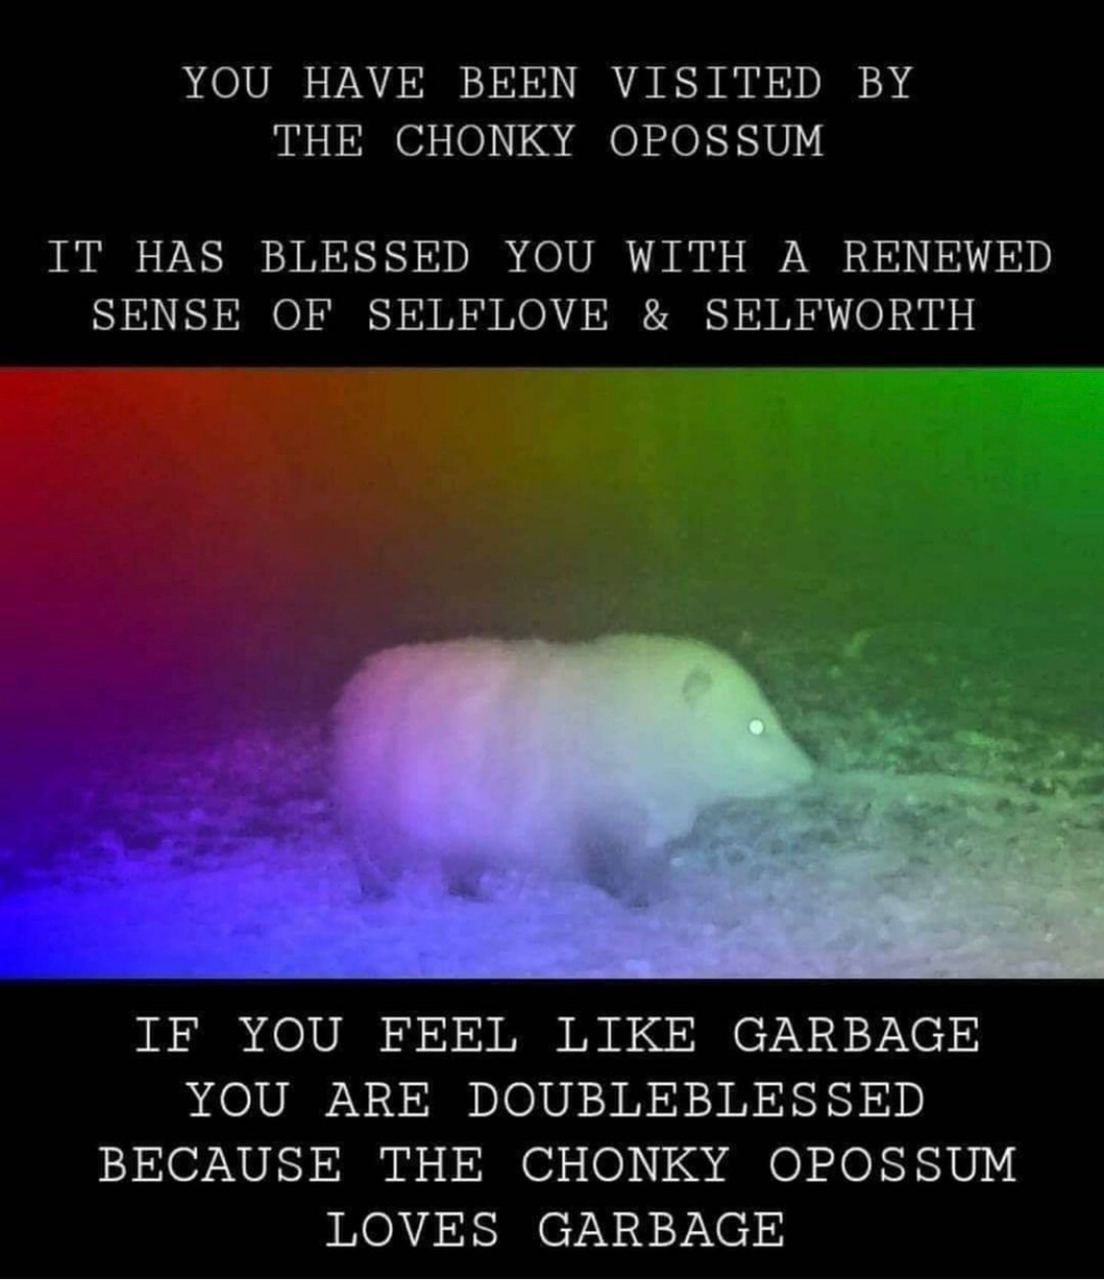 YOU HAVE BEEN VISITED BY
THE CHONKY OPOSSUM
IT HAS BLESSED YOU WITH A RENEWED
SENSE OF SELFLOVE & SELFWORTH
IF YOU FEEL LIKE GARBAGE
YOU ARE DOUBLEBLESSED
BECAUSE THE CHONKY OPOSSUM
LOVES GARBAGE